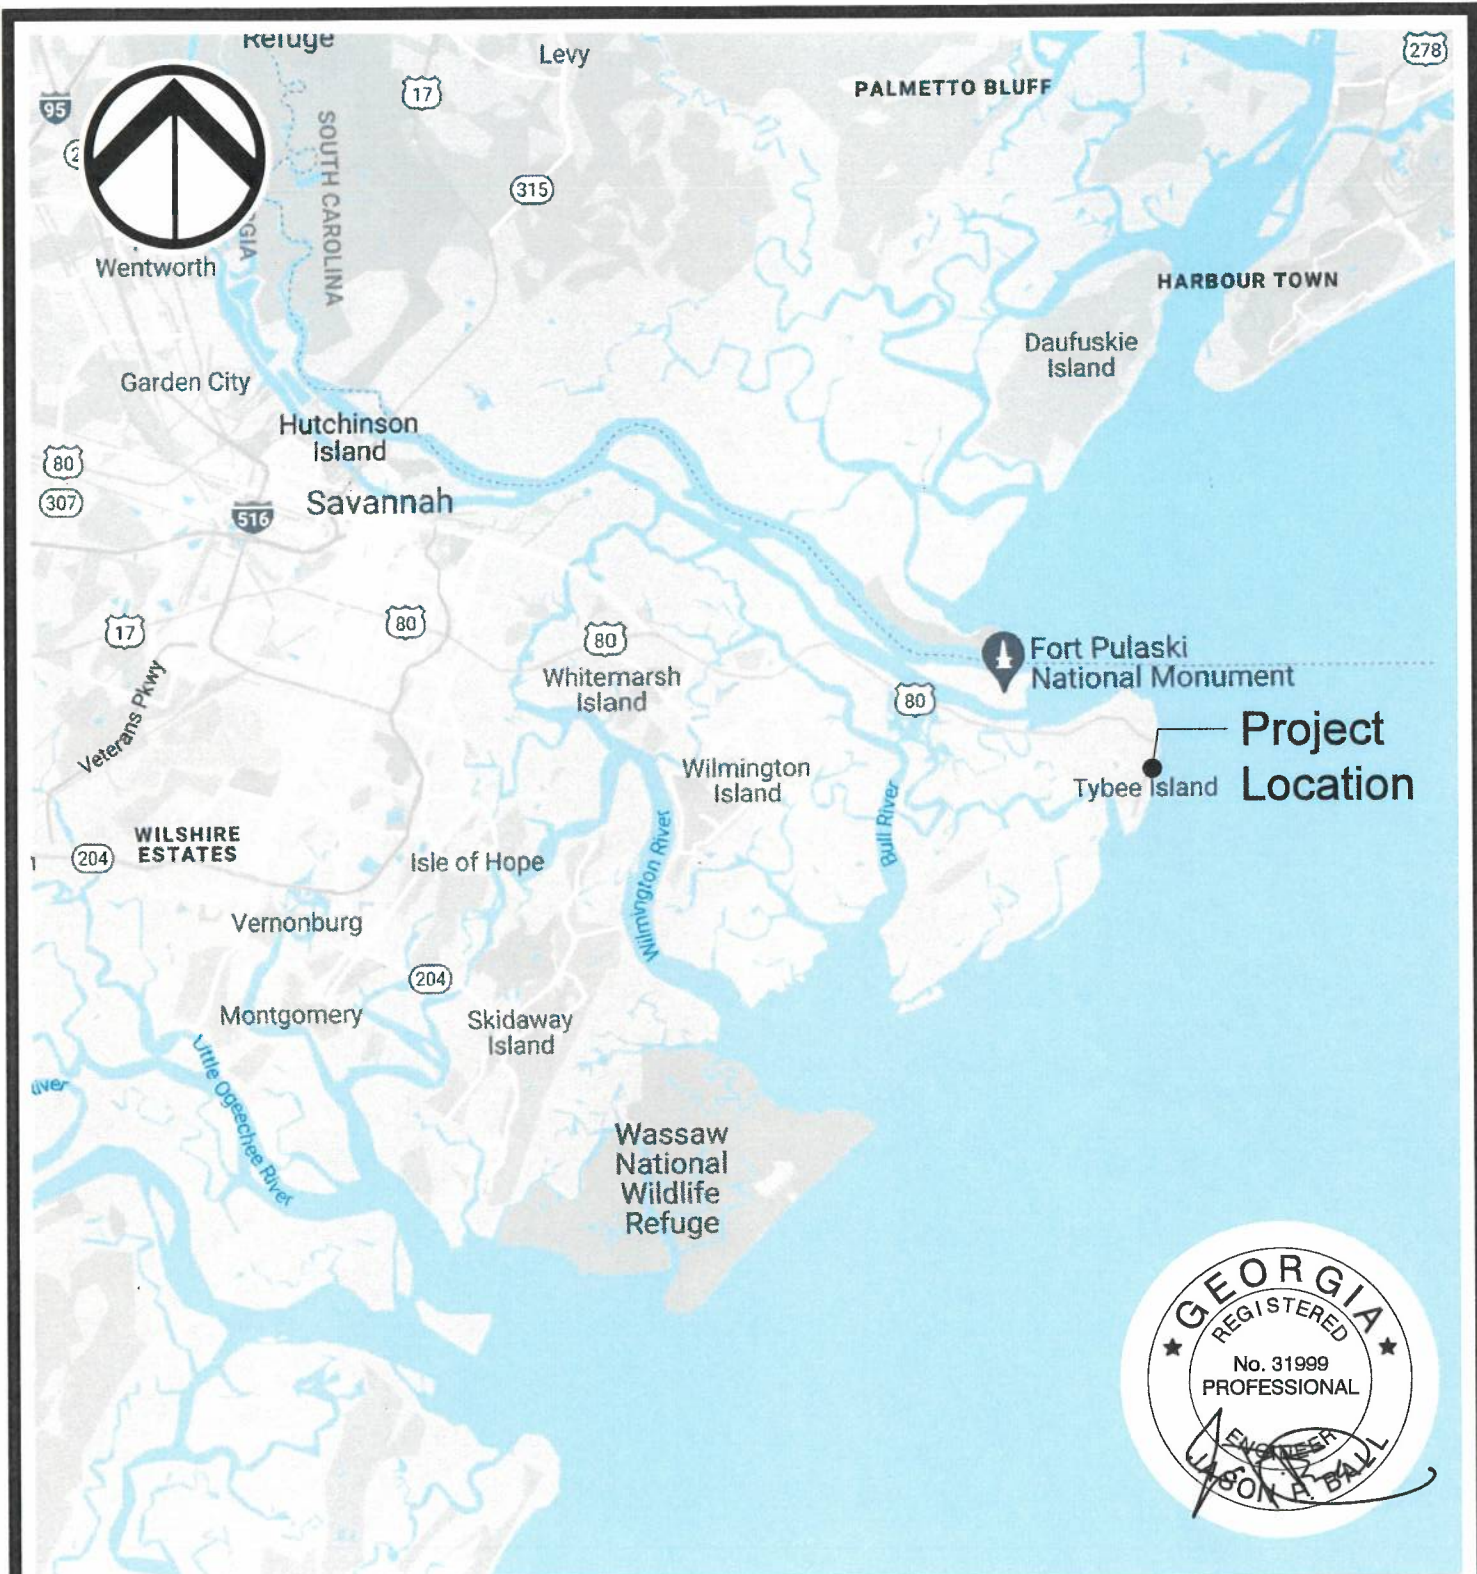 Refuge
Levy
278
17
PALMETTO BLUFF
95
SOUTH CAROLINA
315
Wentworth
HARBOUR TOWN
Daufuskie
Island
Garden City
Hutchinson
Island
80
307
516
Savannah
17
80
80
Whitemarsh
Island
Fort Pulaski
National Monument
80
Veterans Pkwy
Project
Location
Wilmington
Island
Tybee Island
Bull River
WILSHIRE
ESTATES
204
Isle of Hope
Wilmington River
Vernonburg
204
Montgomery
Skidaway
Island
Little Ogeechee River
Wassaw
National
Wildlife
Refuge
GEORGIA
REGISTERED
No. 31999
PROFESSIONAL
ENGINEER
JASON P. BALL